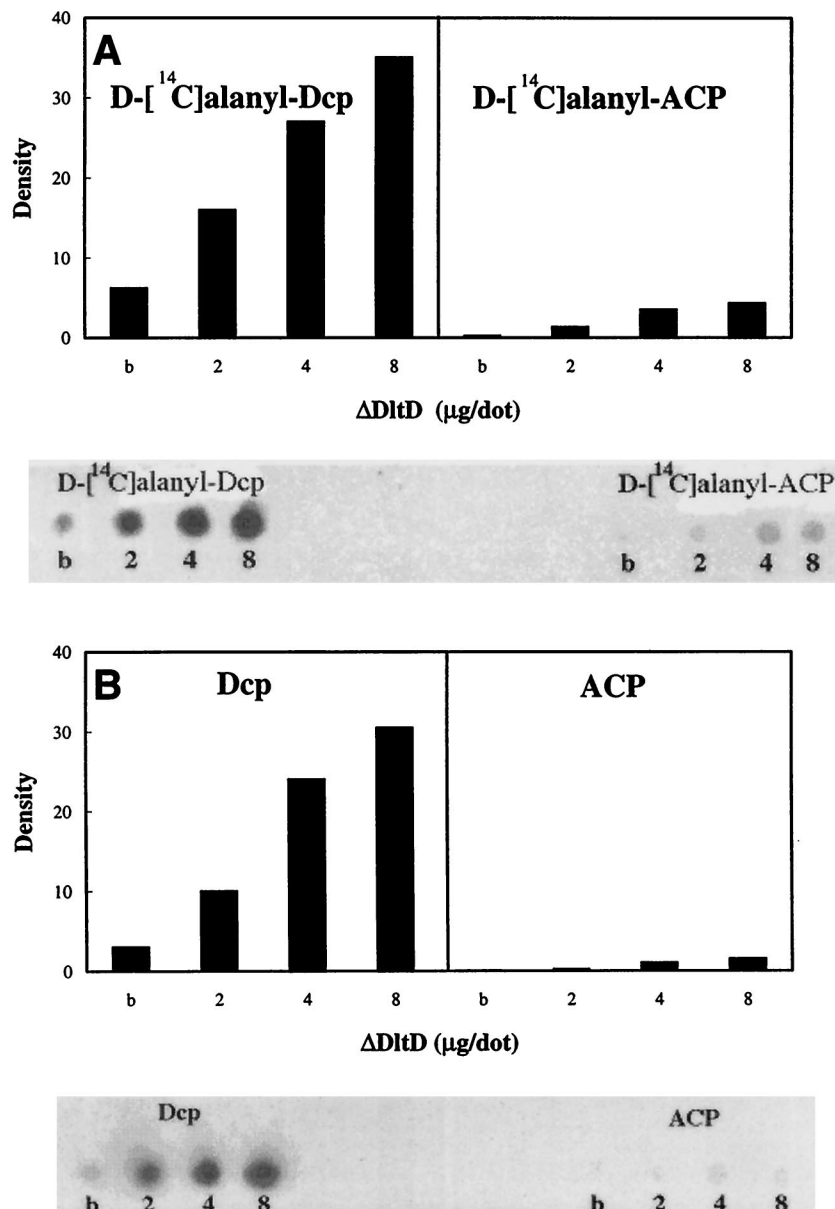 A
D-[14C]alanyl-Dcp
D-[14C]alanyl-ACP
Density
40
30
20
10
0
b 2 4 8 b 2 4 8
ΔDltD (μg/dot)
D-[14C]alanyl-Dcp
D-[14C]alanyl-ACP
b 2 4 8
b 2 4 8
B
Dcp
ACP
Density
40
30
20
10
0
b 2 4 8 b 2 4 8
ΔDltD (μg/dot)
Dcp
ACP
b 2 4 8
b 2 4 8